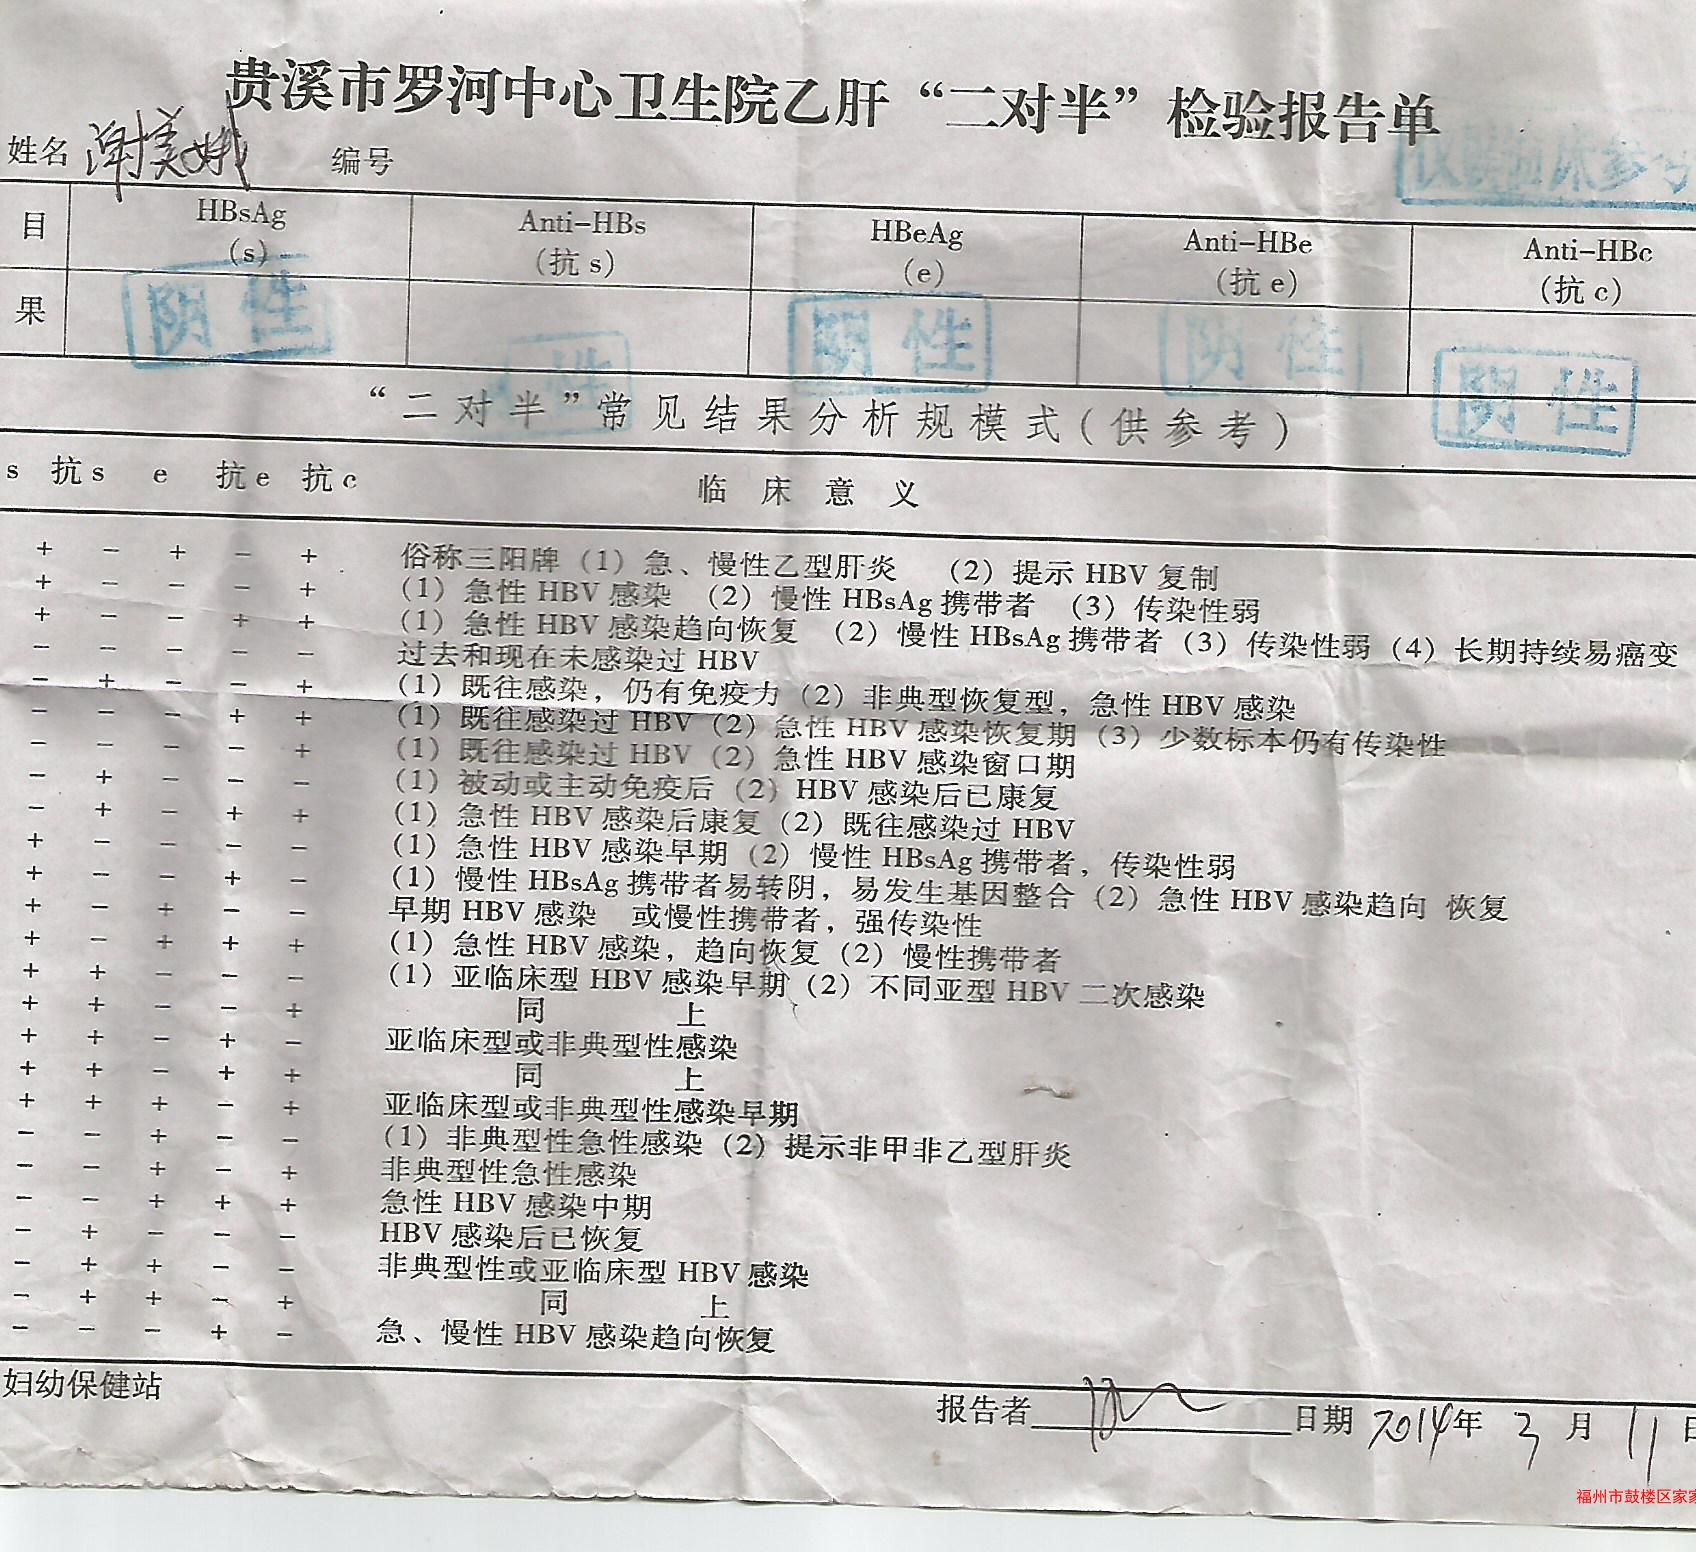 贵溪市罗河中心卫生院乙肝“二对半”检验报告单
姓名 谢美娥 编号
仅供临床参考
目 HBsAg Anti-HBs HBeAg Anti-HBe Anti-HBc
(s) (抗 s) (e) (抗 e) (抗 c)
果 阴性 性 阴性 阴性 阴性
“二对半”常见结果分析规模式(供参考)
s 抗s e 抗e 抗c 临床意义
+ − + − + 俗称三阳牌 (1) 急、慢性乙型肝炎 (2) 提示 HBV 复制
+ − − − + (1) 急性 HBV 感染 (2) 慢性 HBsAg 携带者 (3) 传染性弱
+ − − + + (1) 急性 HBV 感染趋向恢复 (2) 慢性 HBsAg 携带者 (3) 传染性弱 (4) 长期持续易癌变
− − − − − 过去和现在未感染过 HBV
− + − − + (1) 既往感染，仍有免疫力 (2) 非典型恢复型，急性 HBV 感染
− − − + + (1) 既往感染过 HBV (2) 急性 HBV 感染恢复期 (3) 少数标本仍有传染性
− − − − + (1) 既往感染过 HBV (2) 急性 HBV 感染窗口期
− + − − − (1) 被动或主动免疫后 (2) HBV 感染后已康复
− + − + + (1) 急性 HBV 感染后康复 (2) 既往感染过 HBV
+ − − − − (1) 急性 HBV 感染早期 (2) 慢性 HBsAg 携带者，传染性弱
+ − − + − (1) 慢性 HBsAg 携带者易转阴，易发生基因整合 (2) 急性 HBV 感染趋向 恢复
+ − + − − 早期 HBV 感染 或慢性携带者，强传染性
+ − + + + (1) 急性 HBV 感染，趋向恢复 (2) 慢性携带者
+ + − − − (1) 亚临床型 HBV 感染早期 (2) 不同亚型 HBV 二次感染
+ + − − + 同 上
+ + − + − 亚临床型或非典型性感染
+ + − + + 同 上
+ + + − + 亚临床型或非典型性感染早期
− − + − − (1) 非典型性急性感染 (2) 提示非甲非乙型肝炎
− − + − + 非典型性急性感染
− − + + + 急性 HBV 感染中期
− + − − − HBV 感染后已恢复
− + + − − 非典型性或亚临床型 HBV 感染
− + + − + 同 上
− − − + − 急、慢性 HBV 感染趋向恢复
妇幼保健站
报告者 日期 2014年 3 月 11 日
福州市鼓楼区家家